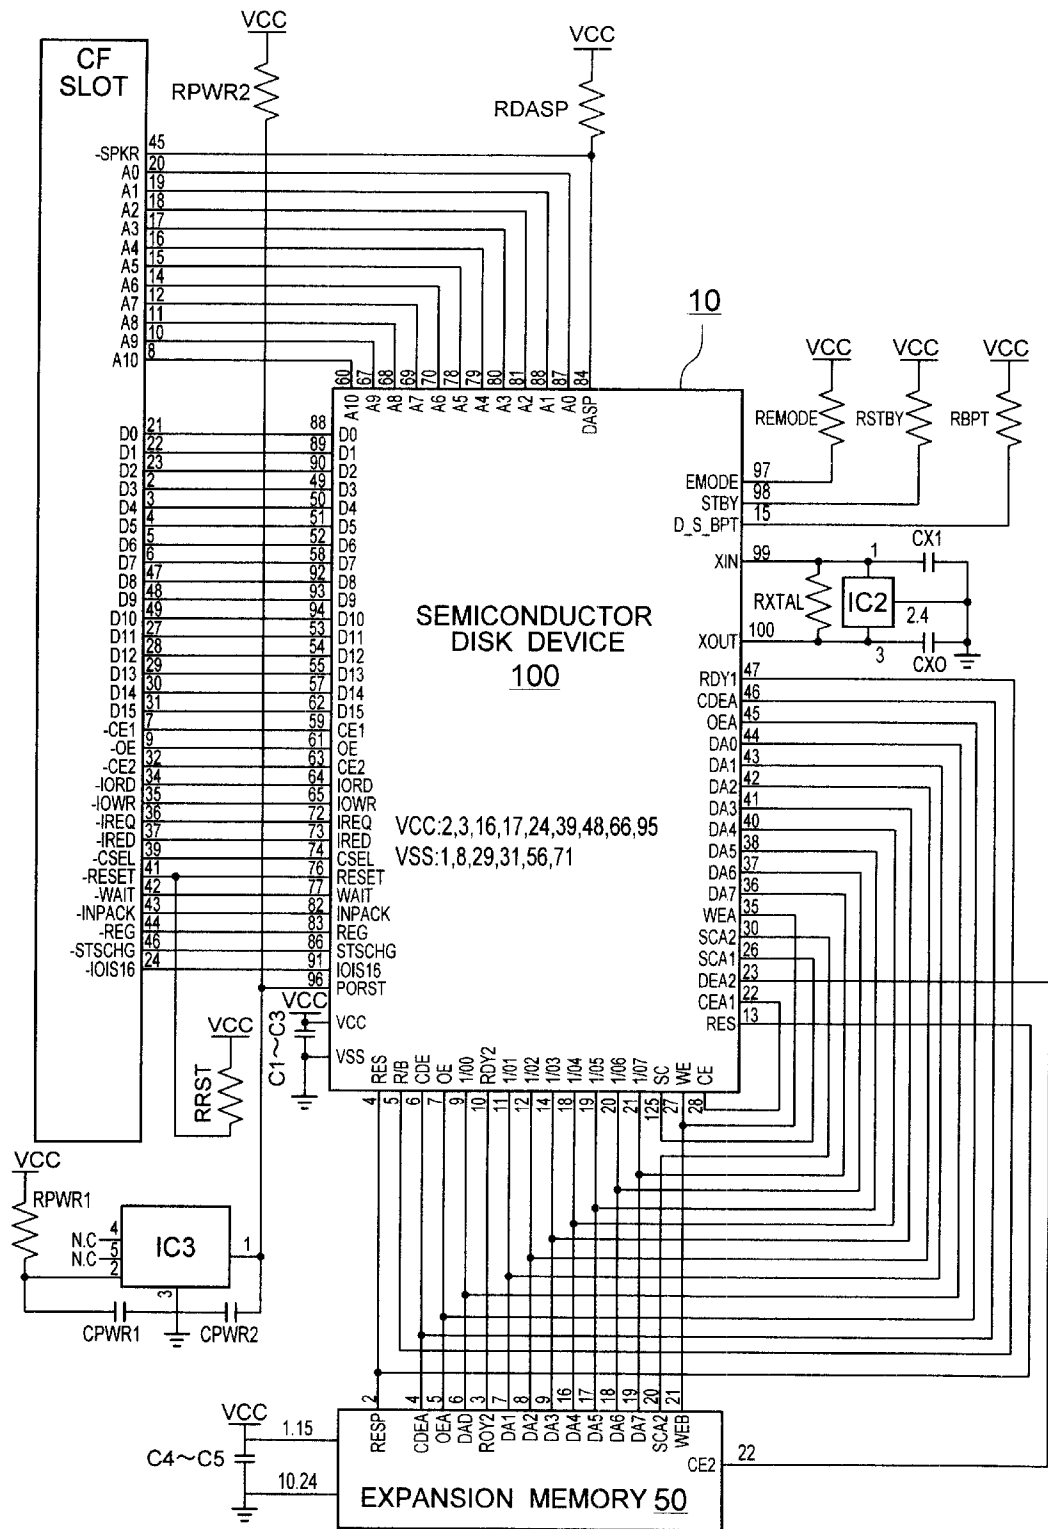 VCC
CF
SLOT
RPWR2
VCC
RDASP
-SPKR 45
A0 20
A1 19
A2 18
A3 17
A4 16
A5 15
A6 14
A7 12
A8 11
A9 10
A10 8
10
60 67 68 69 70 78 79 80 81 88 87 84
A10 A9 A8 A7 A6 A5 A4 A3 A2 A1 A0 DASP
VCC VCC VCC
REMODE RSTBY RBPT
D0 21 88 D0
D1 22 89 D1
D2 23 90 D2
D3 2 49 D3
D4 3 50 D4
D5 4 51 D5
D6 5 52 D6
D7 6 58 D7
D8 47 92 D8
D9 48 93 D9
D10 49 94 D10
D11 27 53 D11
D12 28 54 D12
D13 29 55 D13
D14 30 57 D14
D15 31 62 D15
-CE1 7 59 CE1
-OE 9 61 OE
-CE2 32 63 CE2
-IORD 34 64 IORD
-IOWR 35 65 IOWR
-IREQ 36 72 IREQ
-IRED 37 73 IRED
-CSEL 39 74 CSEL
-RESET 41 76 RESET
-WAIT 42 77 WAIT
-INPACK 43 82 INPACK
-REG 44 83 REG
-STSCHG 46 86 STSCHG
-IOIS16 24 91 IOIS16
96 PORST
EMODE 97
STBY 98
D_S_BPT 15
XIN 99
XOUT 100
RXTAL
IC2
1
2.4
3
CX1
CXO
SEMICONDUCTOR
DISK DEVICE
100
VCC:2,3,16,17,24,39,48,66,95
VSS:1,8,29,31,56,71
RDY1 47
CDEA 46
OEA 45
DA0 44
DA1 43
DA2 42
DA3 41
DA4 40
DA5 38
DA6 37
DA7 36
WEA 35
SCA2 30
SCA1 26
DEA2 23
CEA1 22
RES 13
VCC
VCC
VSS
C1~C3
VCC
RRST
RES R/B CDE OE 1/00 RDY2 1/01 1/02 1/03 1/04 1/05 1/06 1/07 SC WE CE
4 5 6 7 9 10 11 12 14 18 19 20 21 125 27 28
VCC
RPWR1
N.C 4
N.C 5
2
IC3
1
3
CPWR1 CPWR2
2 4 5 6 3 7 8 9 16 17 18 19 20 21
RESP CDEA OEA DAD ROY2 DA1 DA2 DA3 DA4 DA5 DA6 DA7 SCA2 WEB
VCC
1.15
C4~C5
10.24
CE2 22
EXPANSION MEMORY 50